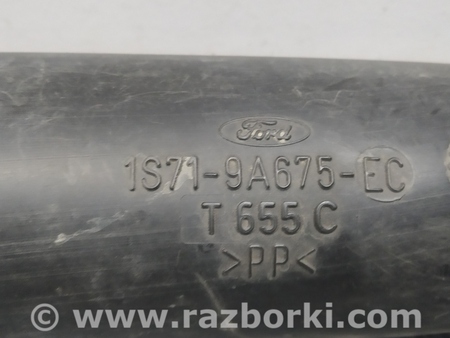 Ford
1S71-9A675-EC
T 655 C
>PP<
© www.razborki.com